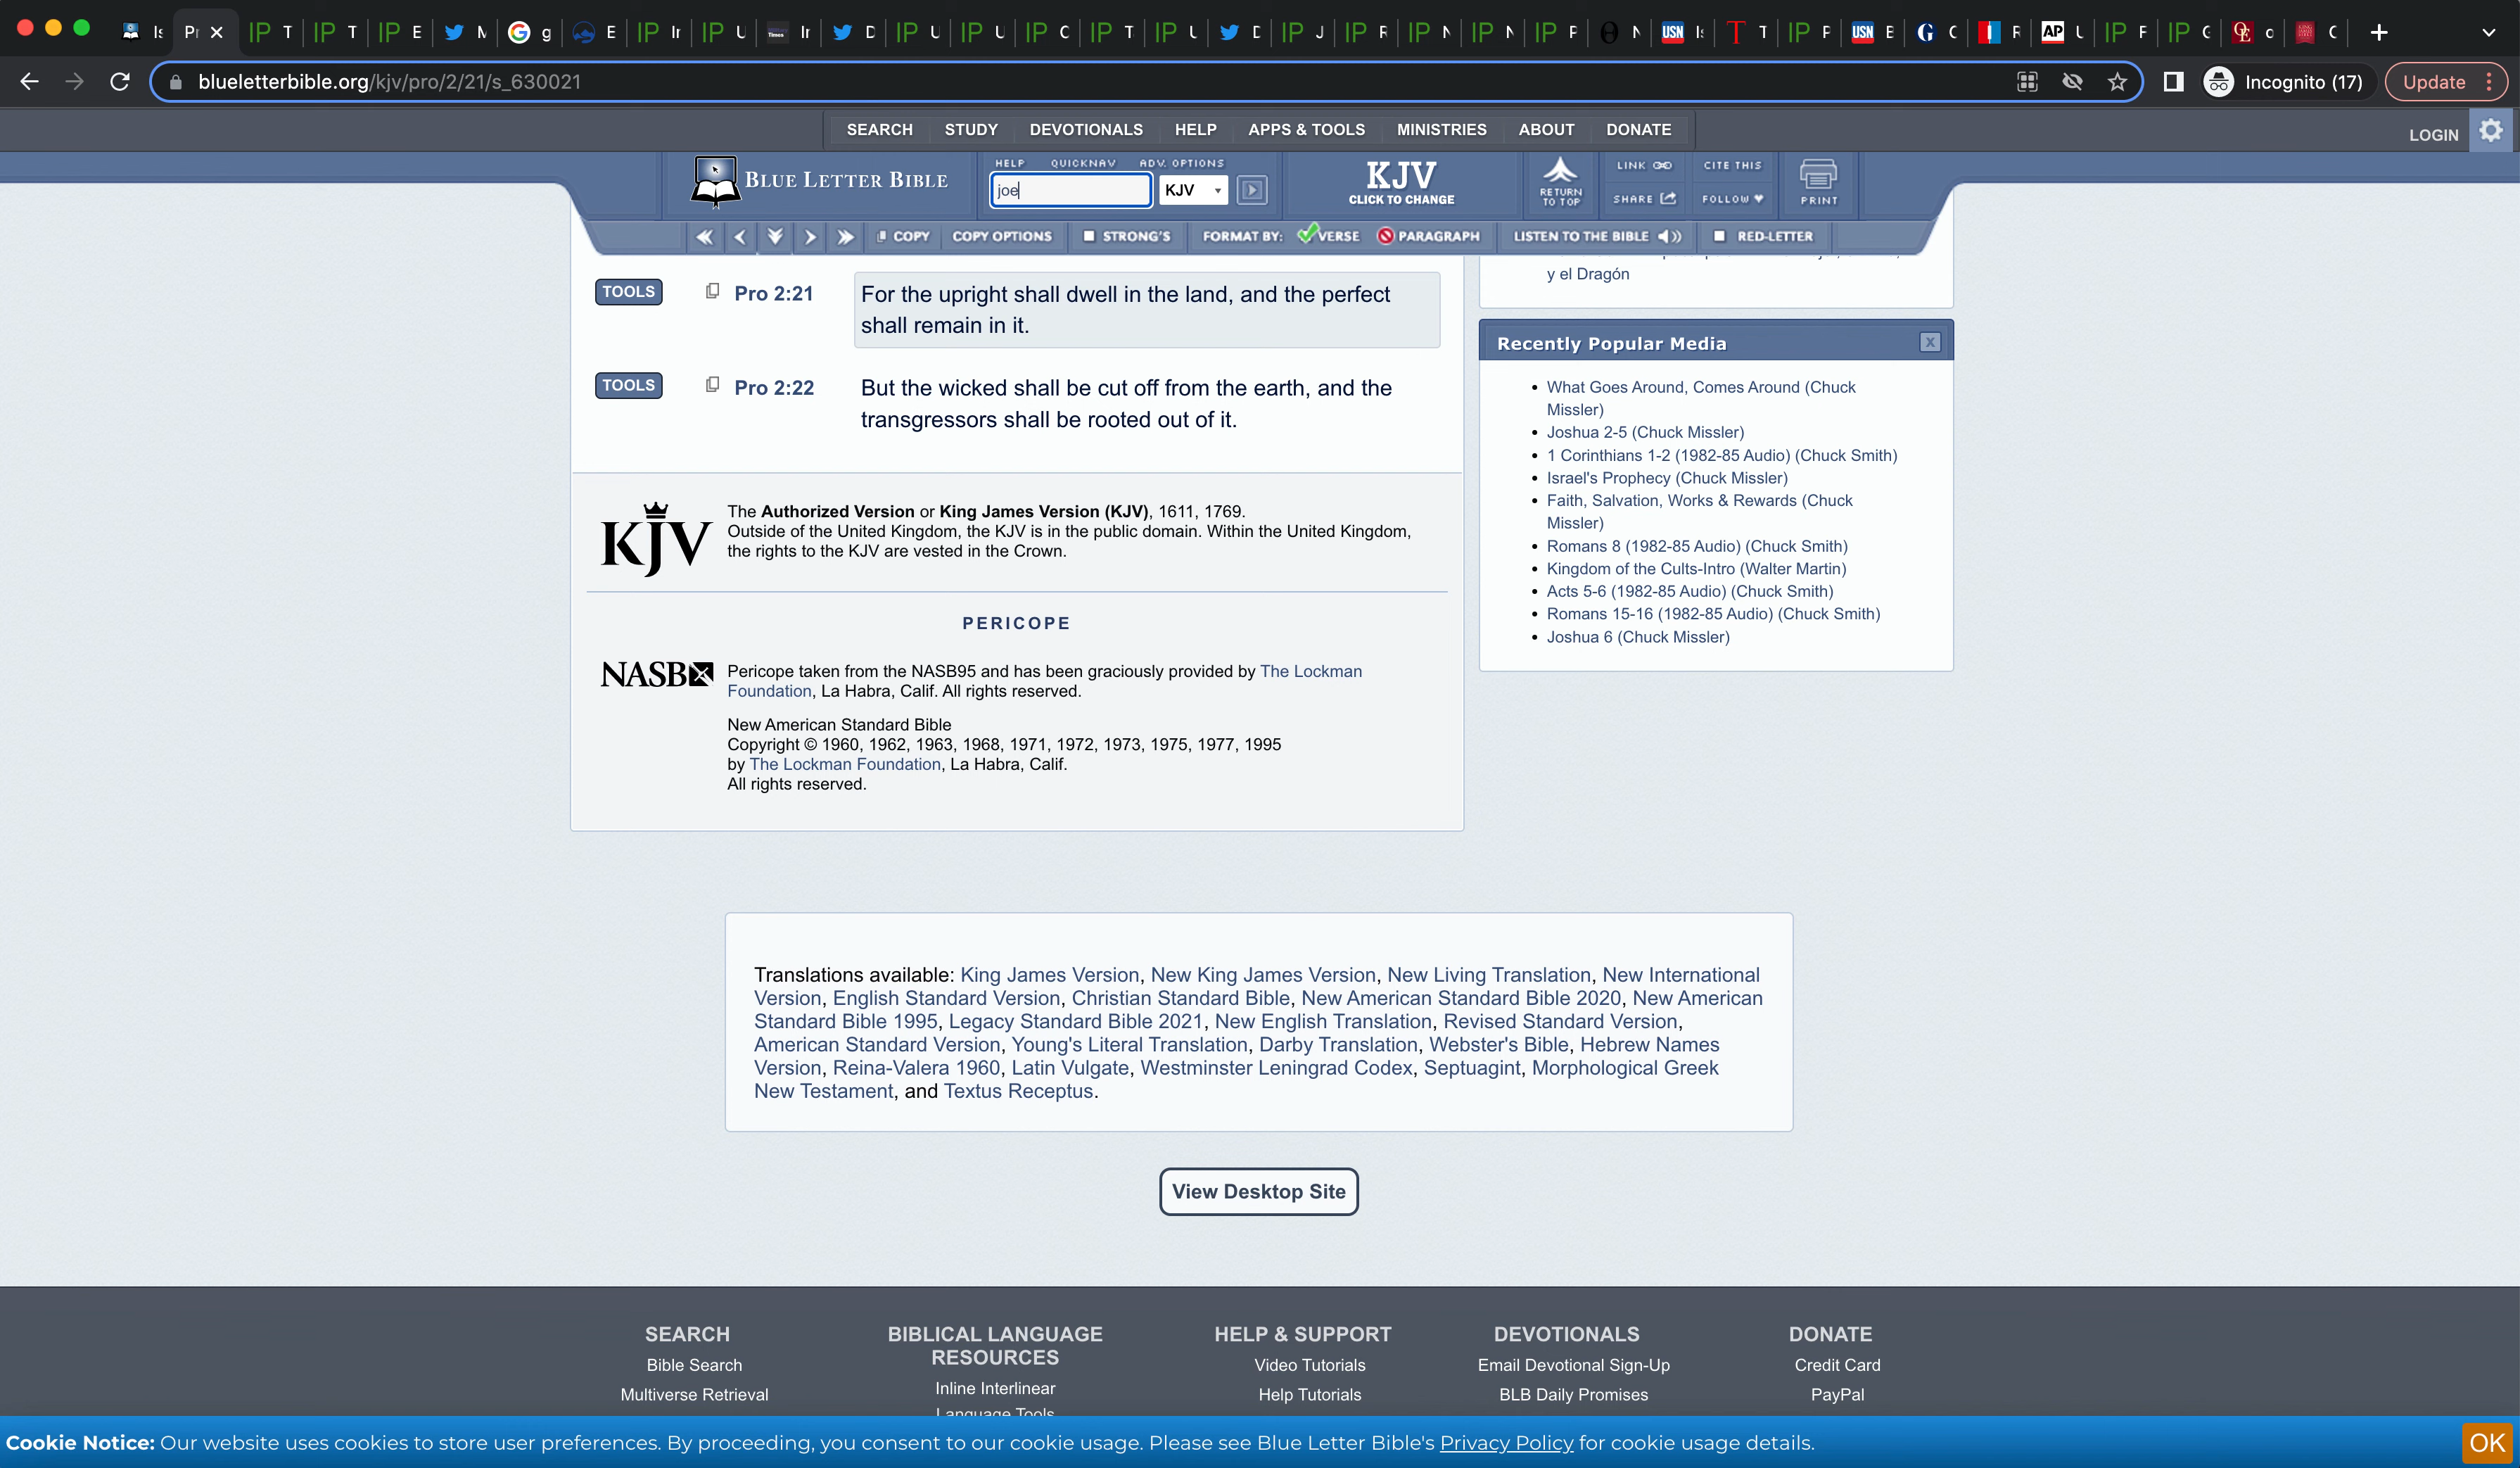 Is
Pr
T
T
E
M
g
E
Ir
U
Times
Ir
D
U
U
C
T
U
D
J
F
N
N
P
N
USN
Is
T
T
F
USN
E
G
C
F
AP
U
F
G
OE
o
C
blueletterbible.org/kjv/pro/2/21/s_630021
Incognito (17)
Update
SEARCH STUDY DEVOTIONALS HELP APPS & TOOLS MINISTRIES ABOUT DONATE
LOGIN
BLUE LETTER BIBLE
HELP QUICKNAV ADV. OPTIONS
joe
KJV
KJV
CLICK TO CHANGE
RETURN
TO TOP
LINK
CITE THIS
SHARE
FOLLOW
PRINT
COPY COPY OPTIONS STRONG'S FORMAT BY: VERSE PARAGRAPH LISTEN TO THE BIBLE RED-LETTER
TOOLS Pro 2:21 For the upright shall dwell in the land, and the perfect
shall remain in it.
TOOLS Pro 2:22 But the wicked shall be cut off from the earth, and the
transgressors shall be rooted out of it.
KJV
The Authorized Version or King James Version (KJV), 1611, 1769.
Outside of the United Kingdom, the KJV is in the public domain. Within the United Kingdom,
the rights to the KJV are vested in the Crown.
PERICOPE
NASB
Pericope taken from the NASB95 and has been graciously provided by The Lockman
Foundation, La Habra, Calif. All rights reserved.
New American Standard Bible
Copyright © 1960, 1962, 1963, 1968, 1971, 1972, 1973, 1975, 1977, 1995
by The Lockman Foundation, La Habra, Calif.
All rights reserved.
y el Dragón
Recently Popular Media
X
• What Goes Around, Comes Around (Chuck
Missler)
• Joshua 2-5 (Chuck Missler)
• 1 Corinthians 1-2 (1982-85 Audio) (Chuck Smith)
• Israel's Prophecy (Chuck Missler)
• Faith, Salvation, Works & Rewards (Chuck
Missler)
• Romans 8 (1982-85 Audio) (Chuck Smith)
• Kingdom of the Cults-Intro (Walter Martin)
• Acts 5-6 (1982-85 Audio) (Chuck Smith)
• Romans 15-16 (1982-85 Audio) (Chuck Smith)
• Joshua 6 (Chuck Missler)
Translations available: King James Version, New King James Version, New Living Translation, New International
Version, English Standard Version, Christian Standard Bible, New American Standard Bible 2020, New American
Standard Bible 1995, Legacy Standard Bible 2021, New English Translation, Revised Standard Version,
American Standard Version, Young's Literal Translation, Darby Translation, Webster's Bible, Hebrew Names
Version, Reina-Valera 1960, Latin Vulgate, Westminster Leningrad Codex, Septuagint, Morphological Greek
New Testament, and Textus Receptus.
View Desktop Site
SEARCH
Bible Search
Multiverse Retrieval
BIBLICAL LANGUAGE
RESOURCES
Inline Interlinear
Language Tools
HELP & SUPPORT
Video Tutorials
Help Tutorials
DEVOTIONALS
Email Devotional Sign-Up
BLB Daily Promises
DONATE
Credit Card
PayPal
Cookie Notice: Our website uses cookies to store user preferences. By proceeding, you consent to our cookie usage. Please see Blue Letter Bible's Privacy Policy for cookie usage details.
OK